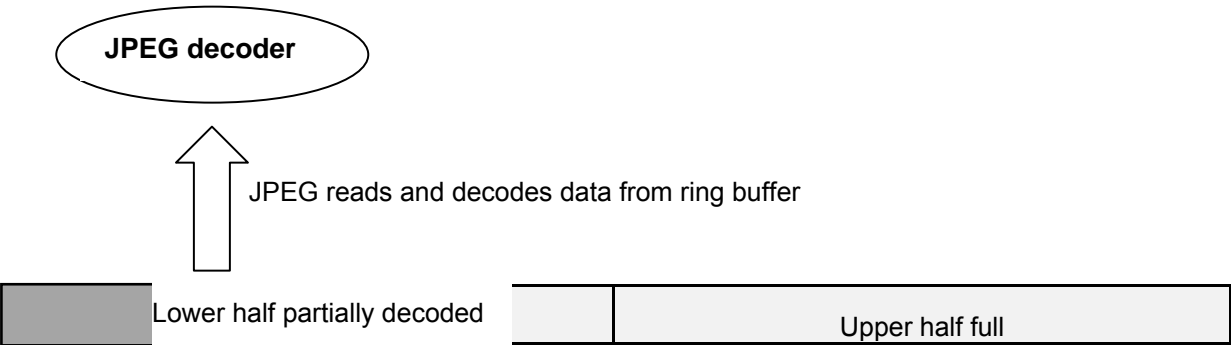 JPEG decoder
JPEG reads and decodes data from ring buffer
Lower half partially decoded
Upper half full